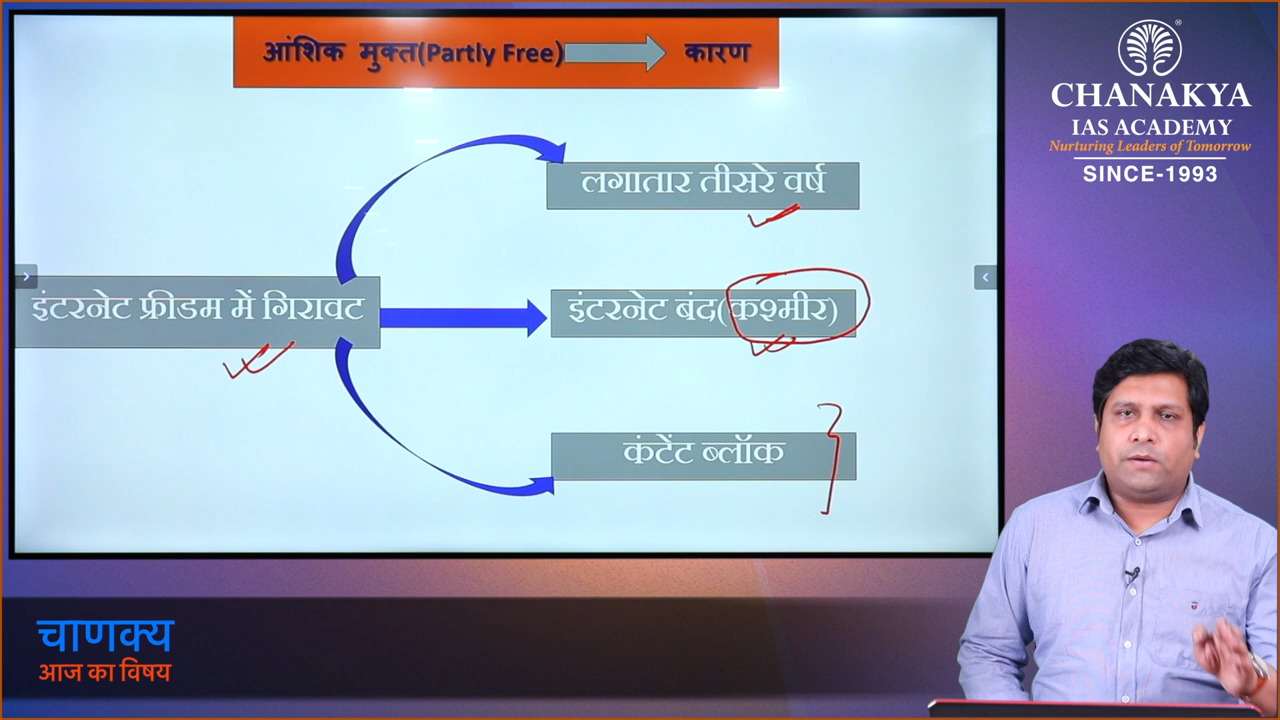 आंशिक मुक्त(Partly Free) कारण
लगातार तीसरे वर्ष
इंटरनेट फ्रीडम में गिरावट
इंटरनेट बंद(कश्मीर)
कंटेंट ब्लॉक
CHANAKYA
IAS ACADEMY
Nurturing Leaders of Tomorrow
SINCE-1993
चाणक्य
आज का विषय